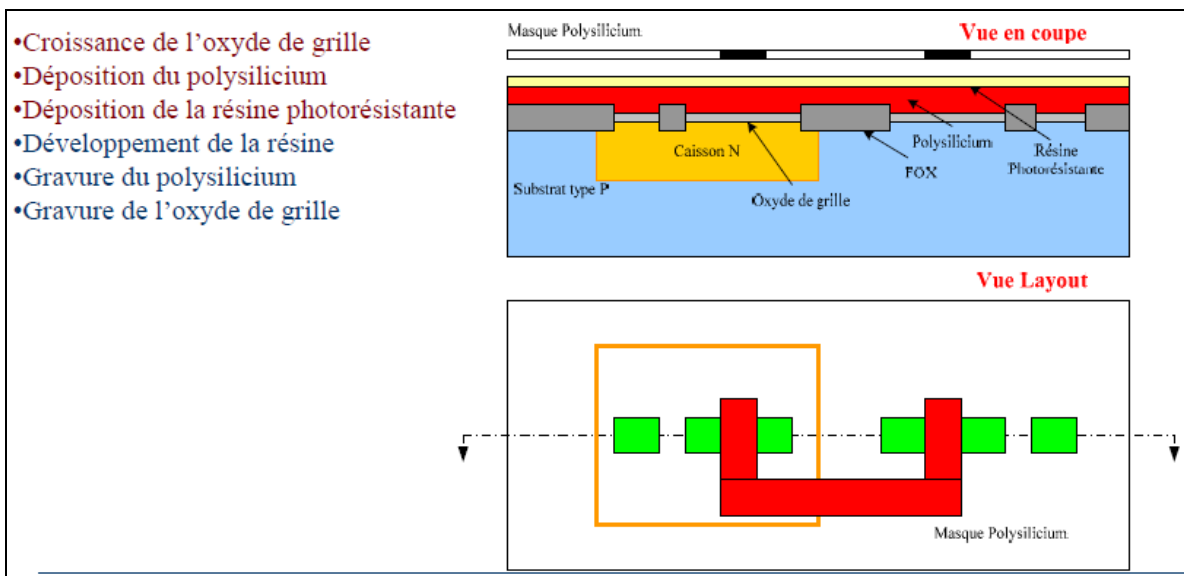 •Croissance de l'oxyde de grille
•Déposition du polysilicium
•Déposition de la résine photorésistante
•Développement de la résine
•Gravure du polysilicium
•Gravure de l'oxyde de grille
Masque Polysilicium
Vue en coupe
Caisson N
Polysilicium
Résine
Photorésistante
FOX
Substrat type P
Oxyde de grille
Vue Layout
Masque Polysilicium